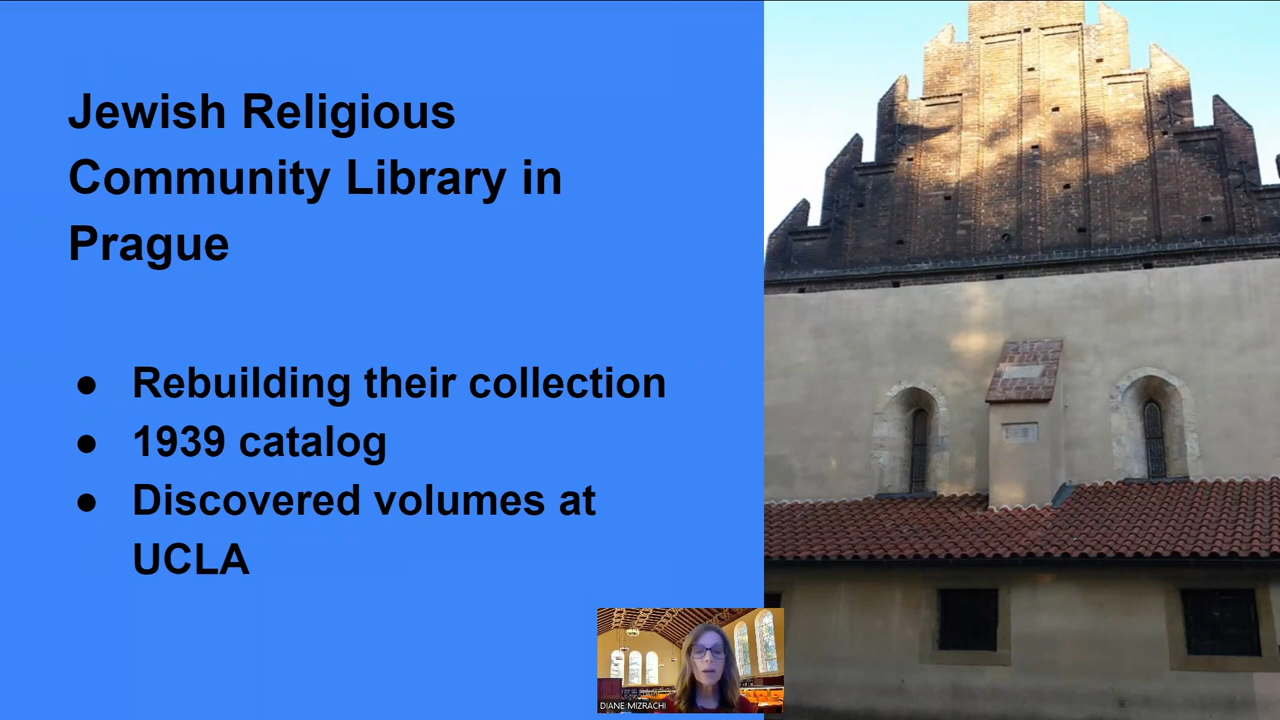 Jewish Religious
Community Library in
Prague
● Rebuilding their collection
● 1939 catalog
● Discovered volumes at
UCLA
DIANE MIZRACHI